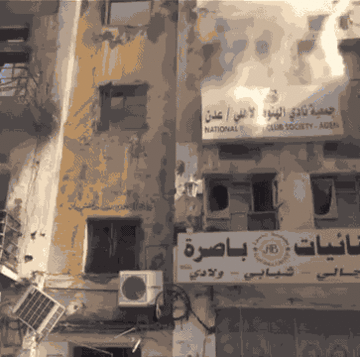 جمعية نادي الهنود الأهلي / عدن
NATIONAL CLUB SOCIETY - ADEN
باصرة
شبابي - ولادي